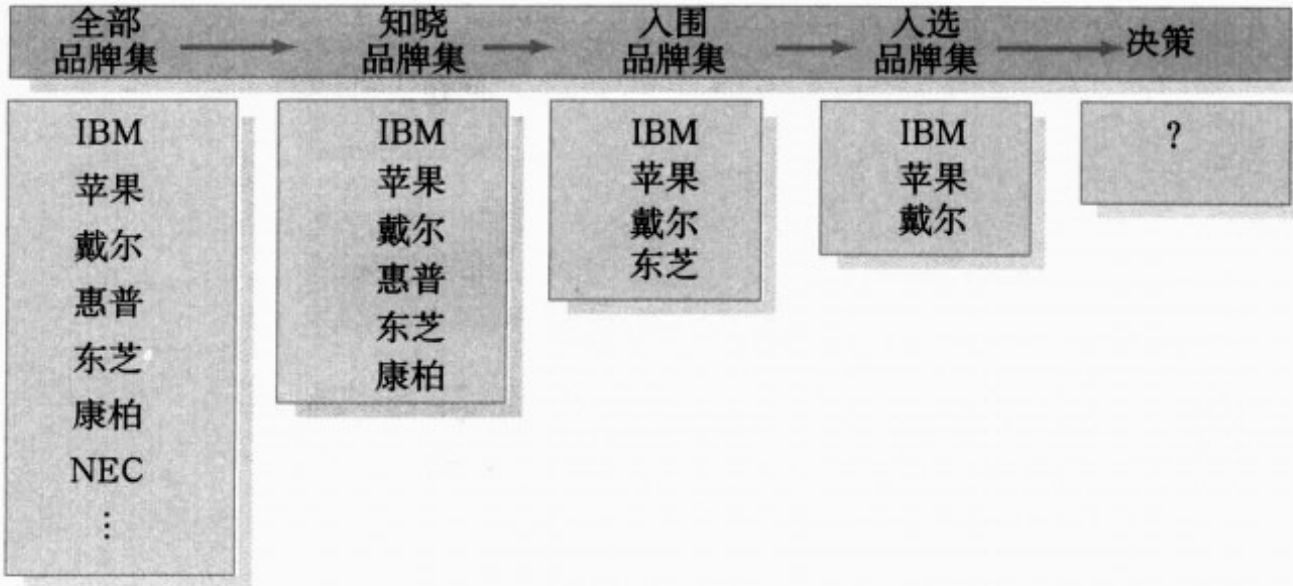 全部
品牌集
知晓
品牌集
入围
品牌集
入选
品牌集
决策
IBM
苹果
戴尔
惠普
东芝
康柏
NEC
⋮
IBM
苹果
戴尔
惠普
东芝
康柏
IBM
苹果
戴尔
东芝
IBM
苹果
戴尔
?